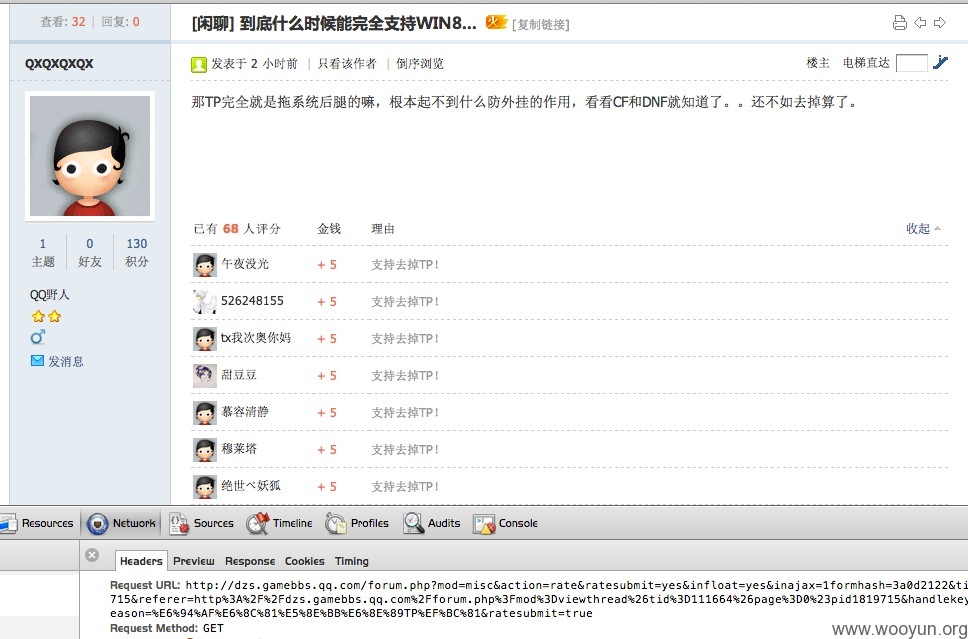 查看: 32 | 回复: 0
[闲聊] 到底什么时候能完全支持WIN8... 火 [复制链接]
QXQXQXQX
发表于 2 小时前 | 只看该作者 | 倒序浏览
楼主 电梯直达
那TP完全就是拖系统后腿的嘛，根本起不到什么防外挂的作用，看看CF和DNF就知道了。。还不如去掉算了。
1 0 130
主题 好友 积分
QQ野人
发消息
已有 68 人评分 金钱 理由 收起
午夜没光 + 5 支持去掉TP！
526248155 + 5 支持去掉TP！
tx我次奥你妈 + 5 支持去掉TP！
甜豆豆 + 5 支持去掉TP！
慕容清静 + 5 支持去掉TP！
穆莱塔 + 5 支持去掉TP！
绝世べ妖狐 + 5 支持去掉TP！
Resources Network Sources Timeline Profiles Audits Console
Headers Preview Response Cookies Timing
Request URL: http://dzs.gamebbs.qq.com/forum.php?mod=misc&action=rate&ratesubmit=yes&infloat=yes&inajax=1formhash=3a0d2122&ti
715&referer=http%3A%2F%2Fdzs.gamebbs.qq.com%2Fforum.php%3Fmod%3Dviewthread%26tid%3D111664%26page%3D0%23pid1819715&handlekey
eason=%E6%94%AF%E6%8C%81%E5%8E%BB%E6%8E%89TP%EF%BC%81&ratesubmit=true
Request Method: GET
www.wooyun.org